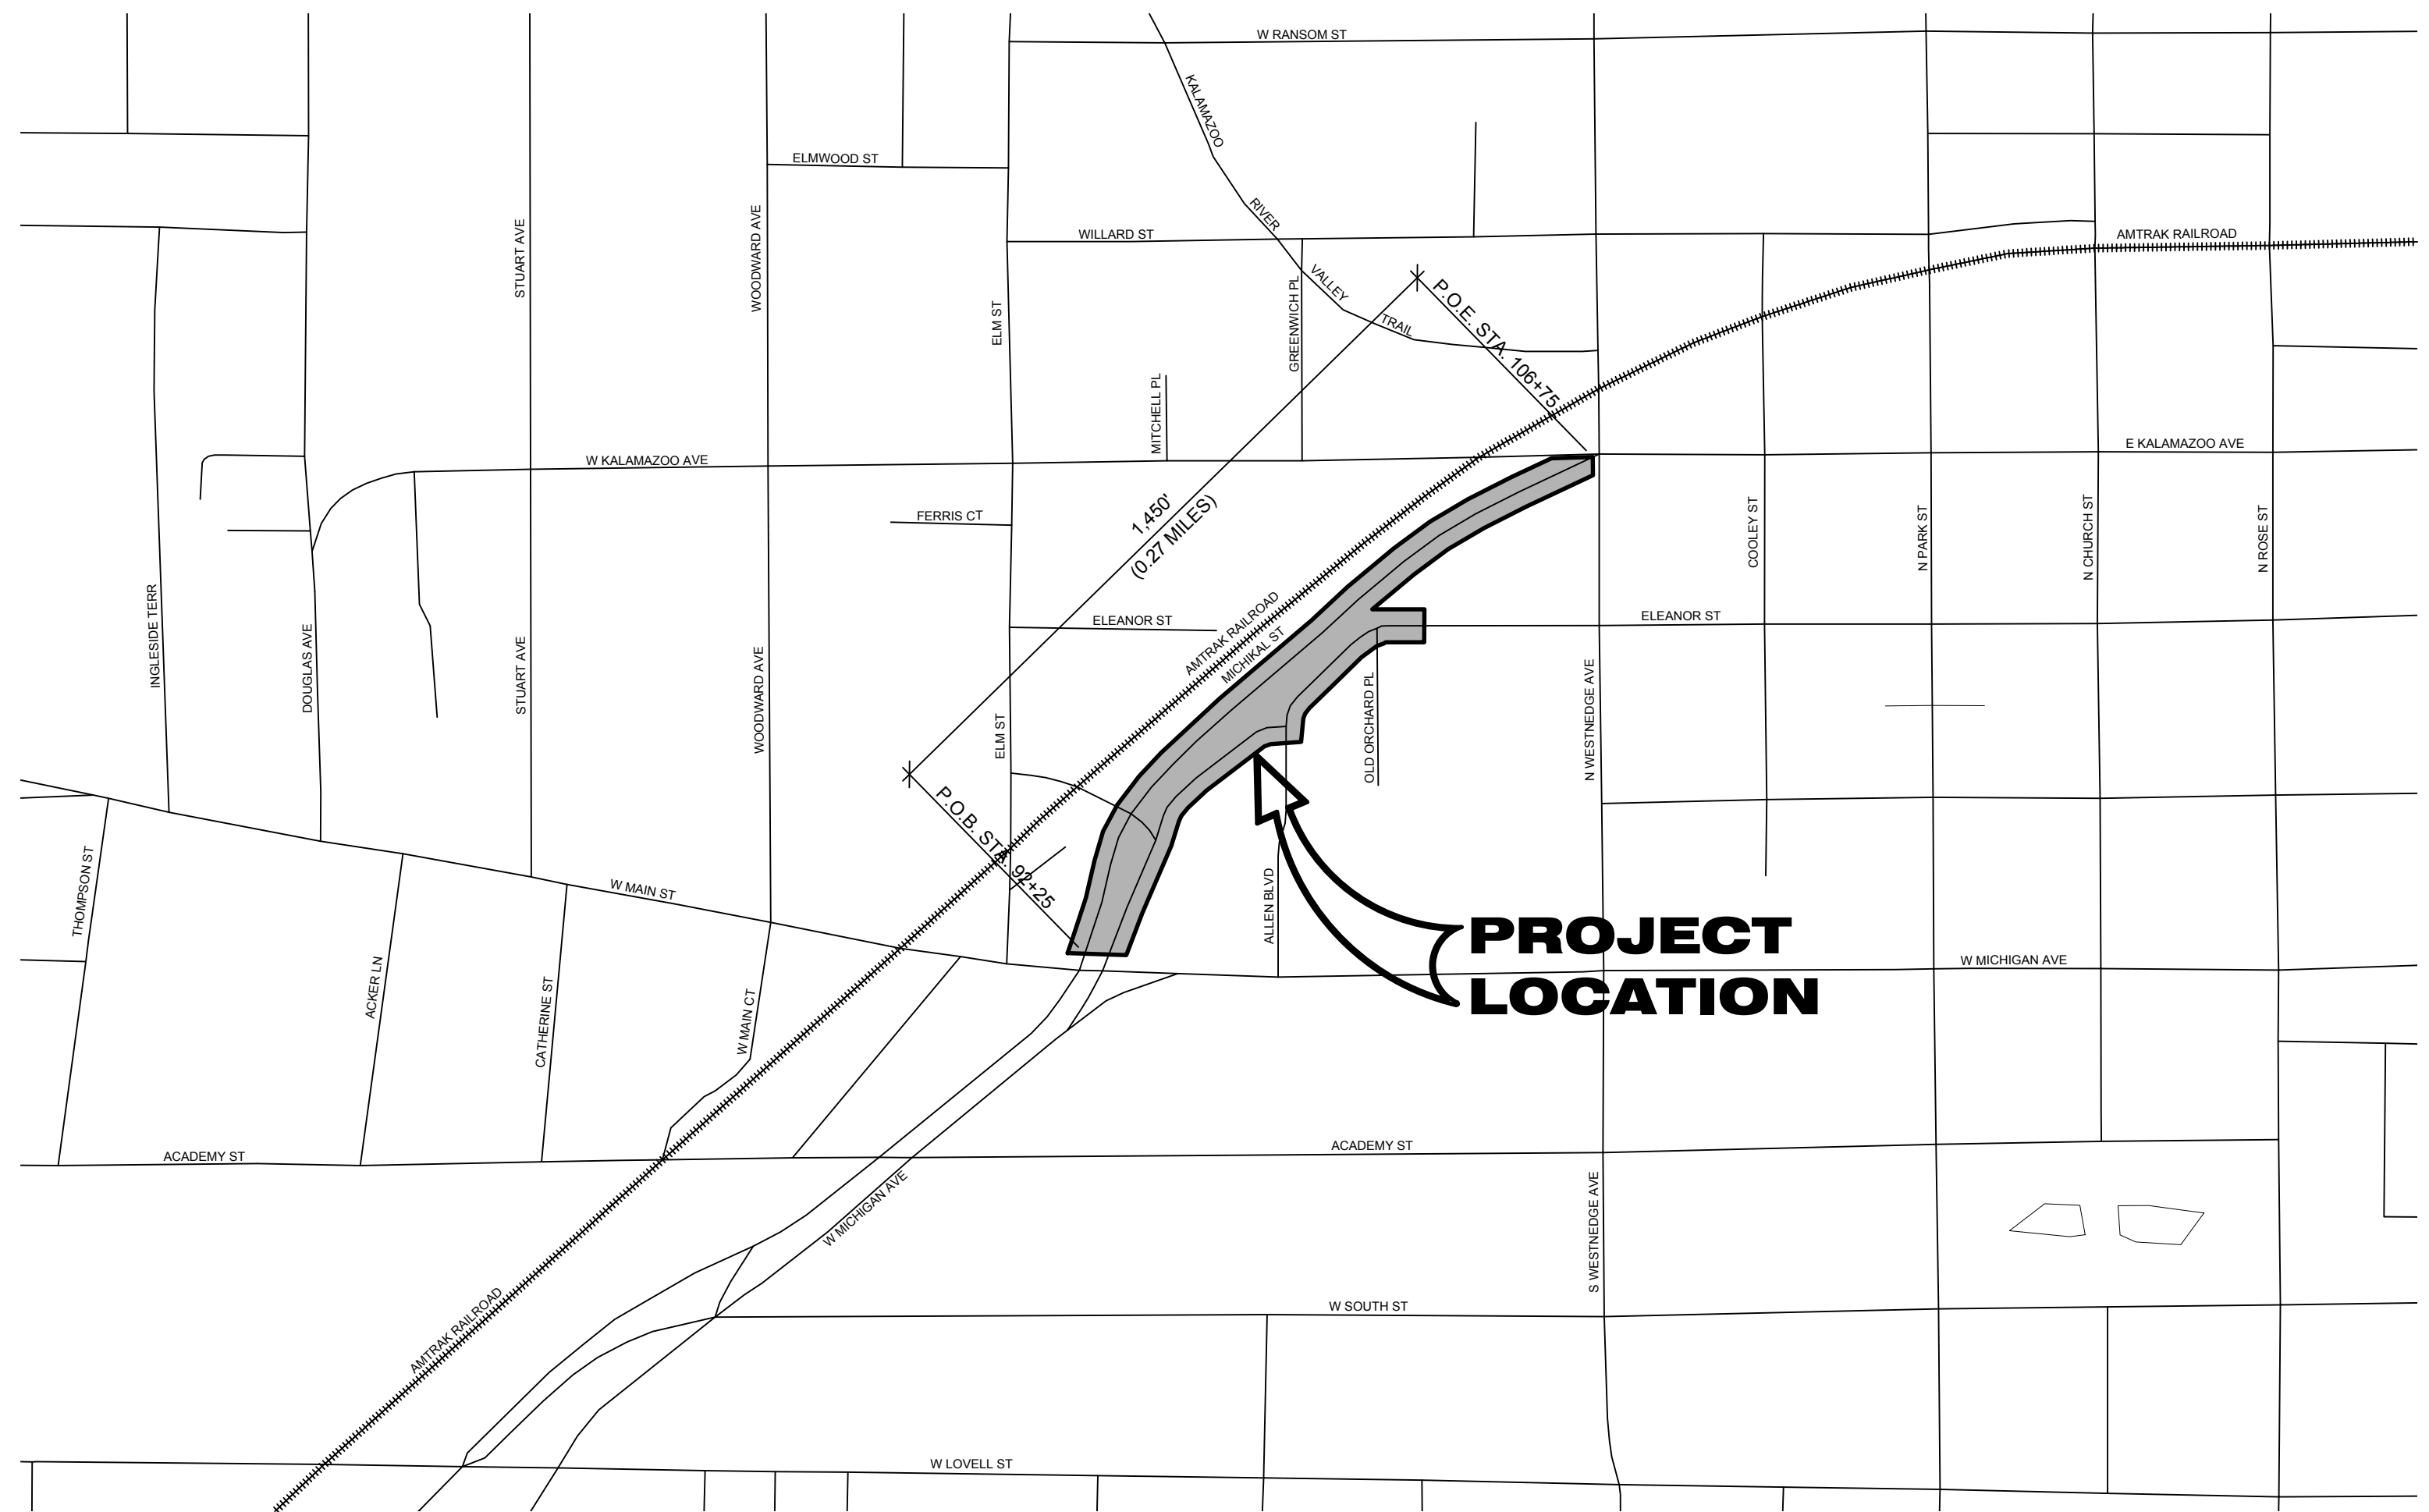 W RANSOM ST
KALAMAZOO
RIVER
VALLEY
TRAIL
ELMWOOD ST
STUART AVE
WOODWARD AVE
WILLARD ST
AMTRAK RAILROAD
ELM ST
GREENWICH PL
P.O.E. STA. 106+75
MITCHELL PL
W KALAMAZOO AVE
E KALAMAZOO AVE
FERRIS CT
1,450'
(0.27 MILES)
COOLEY ST
N PARK ST
N CHURCH ST
N ROSE ST
INGLESIDE TERR
DOUGLAS AVE
STUART AVE
WOODWARD AVE
ELEANOR ST
AMTRAK RAILROAD
MICHIKAL ST
ELEANOR ST
ELM ST
OLD ORCHARD PL
N WESTNEDGE AVE
P.O.B. STA. 92+25
THOMPSON ST
W MAIN ST
ALLEN BLVD
PROJECT
LOCATION
W MICHIGAN AVE
ACKER LN
CATHERINE ST
W MAIN CT
ACADEMY ST
ACADEMY ST
W MICHIGAN AVE
S WESTNEDGE AVE
AMTRAK RAILROAD
W SOUTH ST
W LOVELL ST